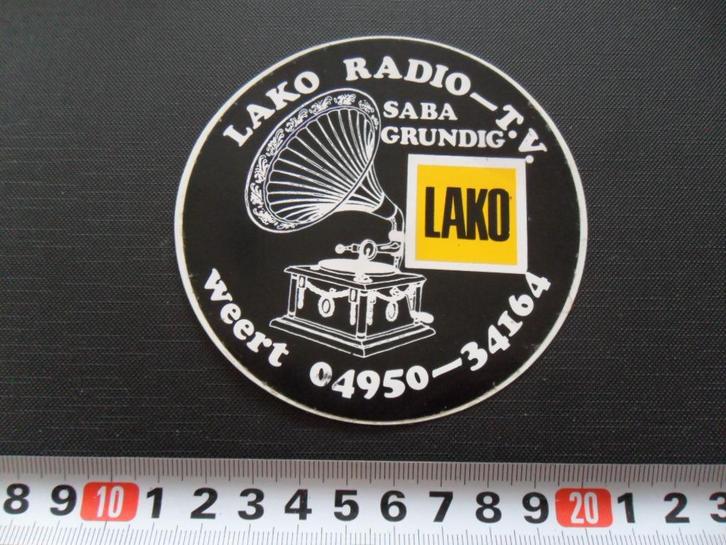 LAKO RADIO-T.V.
SABA
GRUNDIG
LAKO
Weert 04950-34164
8 9 10 1 2 3 4 5 6 7 8 9 20 1 2 3